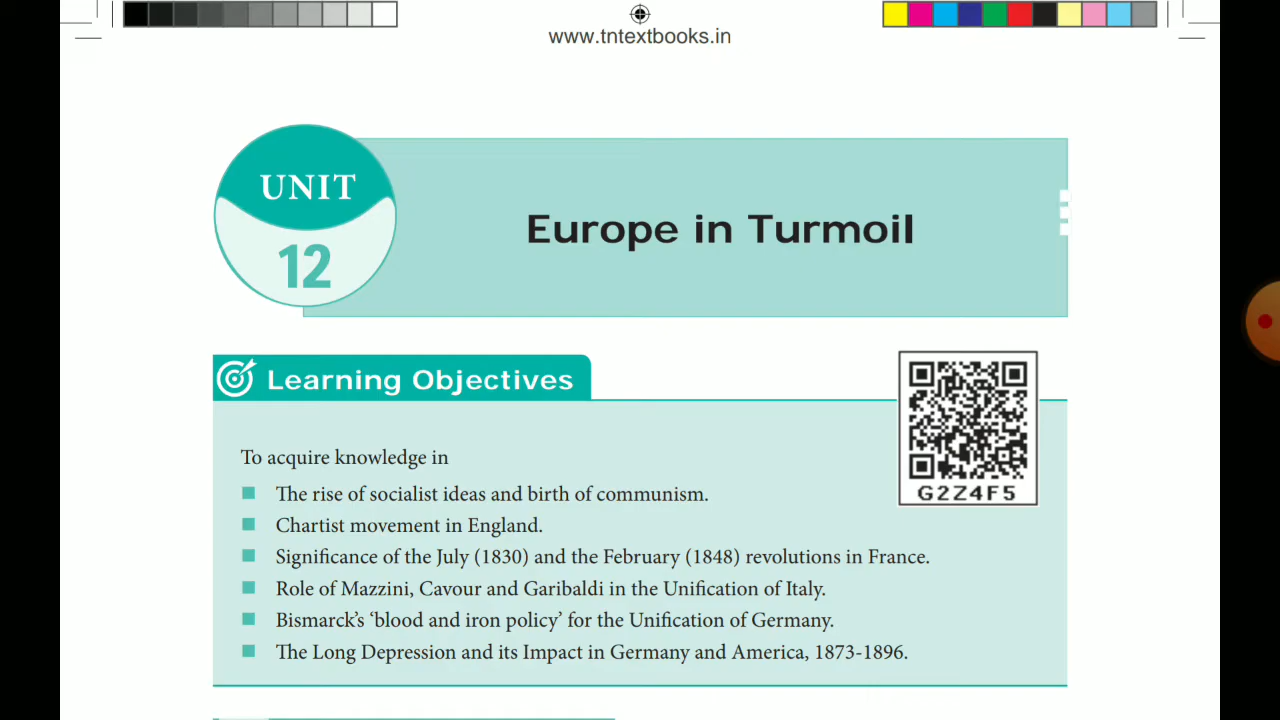 www.tntextbooks.in
UNIT
12
Europe in Turmoil
Learning Objectives
G2Z4F5
To acquire knowledge in
The rise of socialist ideas and birth of communism.
Chartist movement in England.
Significance of the July (1830) and the February (1848) revolutions in France.
Role of Mazzini, Cavour and Garibaldi in the Unification of Italy.
Bismarck's ‘blood and iron policy’ for the Unification of Germany.
The Long Depression and its Impact in Germany and America, 1873-1896.